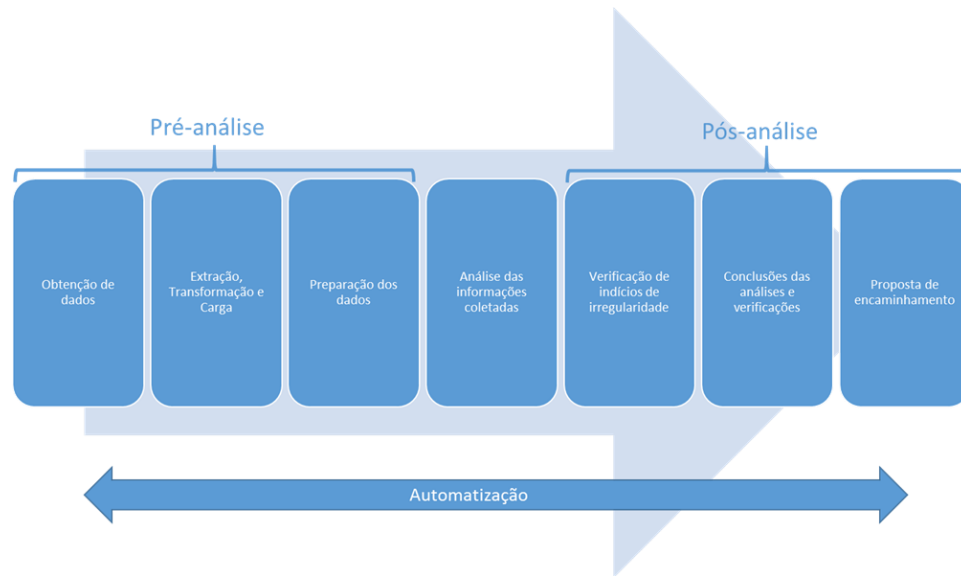 Pré-análise
Pós-análise
Obtenção de
dados
Extração,
Transformação e
Carga
Preparação dos
dados
Análise das
informações
coletadas
Verificação de
indícios de
irregularidade
Conclusões das
análises e
verificações
Proposta de
encaminhamento
Automatização